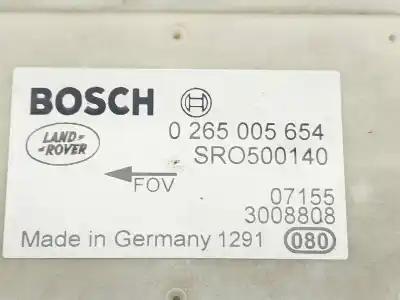 BOSCH
0 265 005 654
LAND-
-ROVER
SRO500140
FOV
07155
3008808
Made in Germany 1291 080